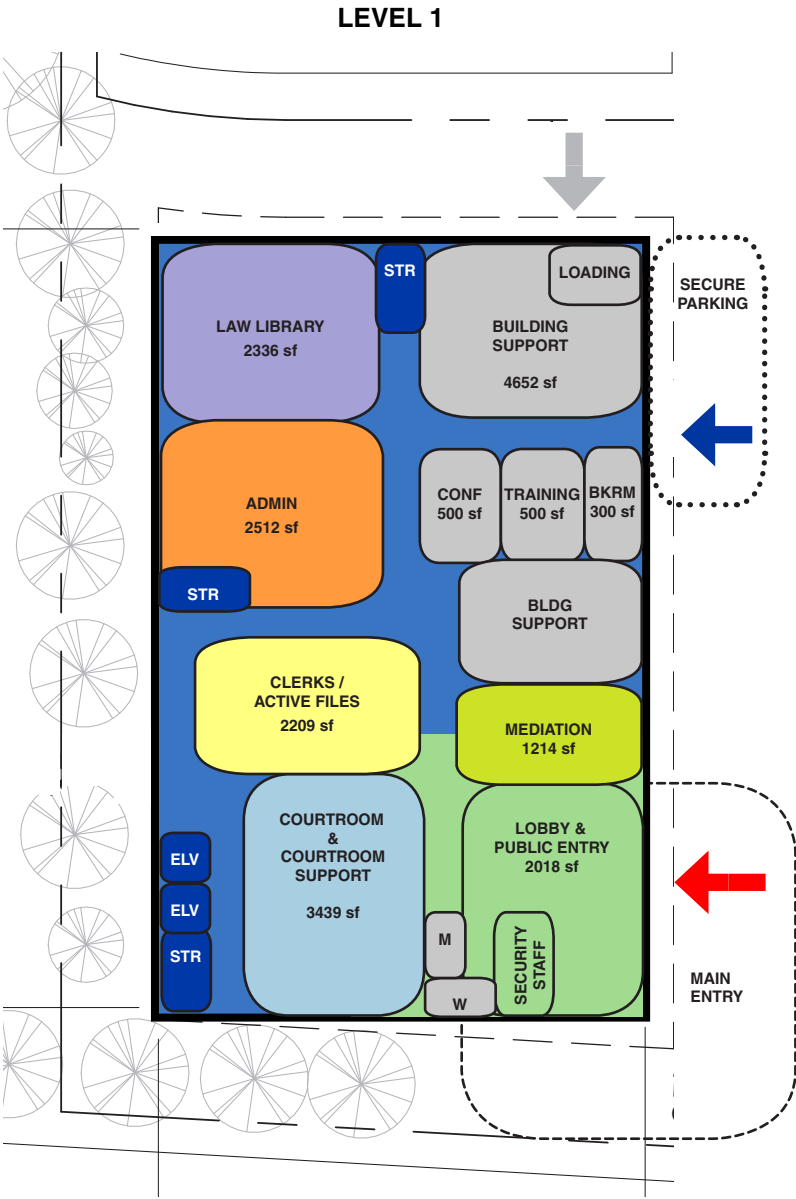 LEVEL 1
LAW LIBRARY
2336 sf
STR
LOADING
BUILDING
SUPPORT
4652 sf
SECURE
PARKING
ADMIN
2512 sf
STR
CONF
500 sf
TRAINING
500 sf
BKRM
300 sf
BLDG
SUPPORT
CLERKS /
ACTIVE FILES
2209 sf
MEDIATION
1214 sf
COURTROOM
&
COURTROOM
SUPPORT
3439 sf
LOBBY &
PUBLIC ENTRY
2018 sf
ELV
ELV
STR
M
W
SECURITY
STAFF
MAIN
ENTRY